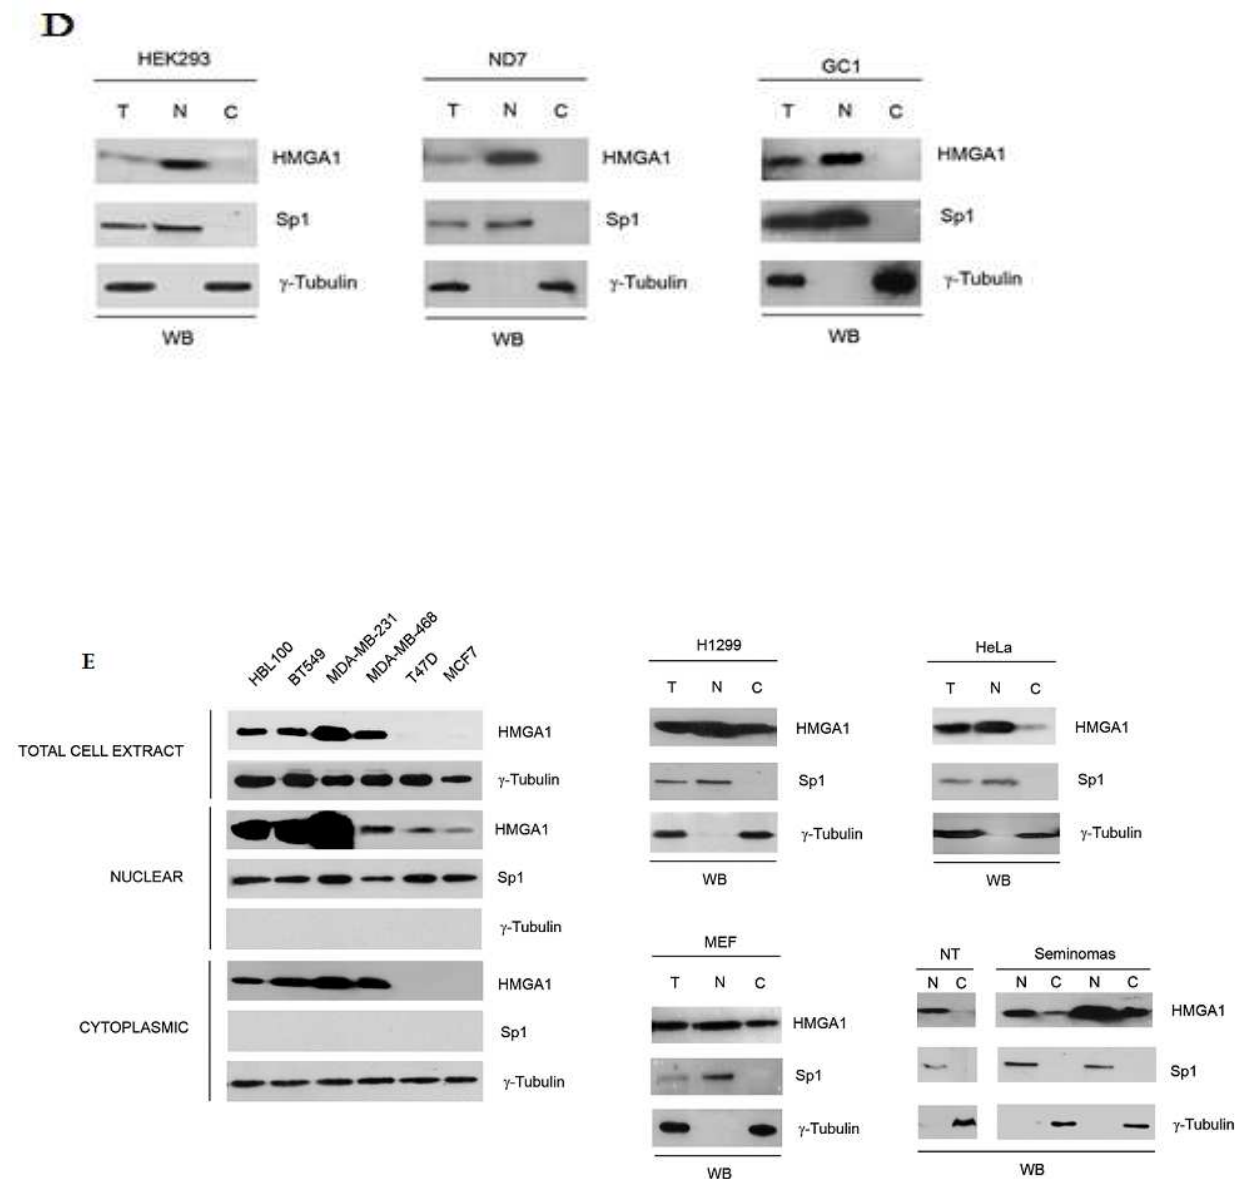 D
HEK293
T N C
HMGA1
Sp1
γ-Tubulin
WB
ND7
T N C
HMGA1
Sp1
γ-Tubulin
WB
GC1
T N C
HMGA1
Sp1
γ-Tubulin
WB
E
HBL100 BT549 MDA-MB-231 MDA-MB-468 T47D MCF7
TOTAL CELL EXTRACT
HMGA1
γ-Tubulin
NUCLEAR
HMGA1
Sp1
γ-Tubulin
CYTOPLASMIC
HMGA1
Sp1
γ-Tubulin
H1299
T N C
HMGA1
Sp1
γ-Tubulin
WB
HeLa
T N C
HMGA1
Sp1
γ-Tubulin
WB
MEF
T N C
HMGA1
Sp1
γ-Tubulin
WB
NT Seminomas
N C N C N C
HMGA1
Sp1
γ-Tubulin
WB